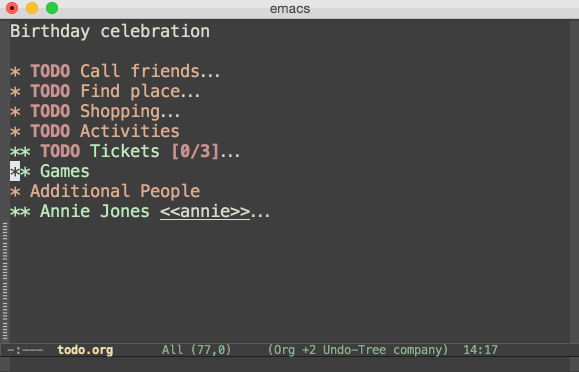 emacs
Birthday celebration
* TODO Call friends...
* TODO Find place...
* TODO Shopping...
* TODO Activities
** TODO Tickets [0/3]...
** Games
* Additional People
** Annie Jones <<annie>>...
-:--- todo.org All (77,0) (Org +2 Undo-Tree company) 14:17